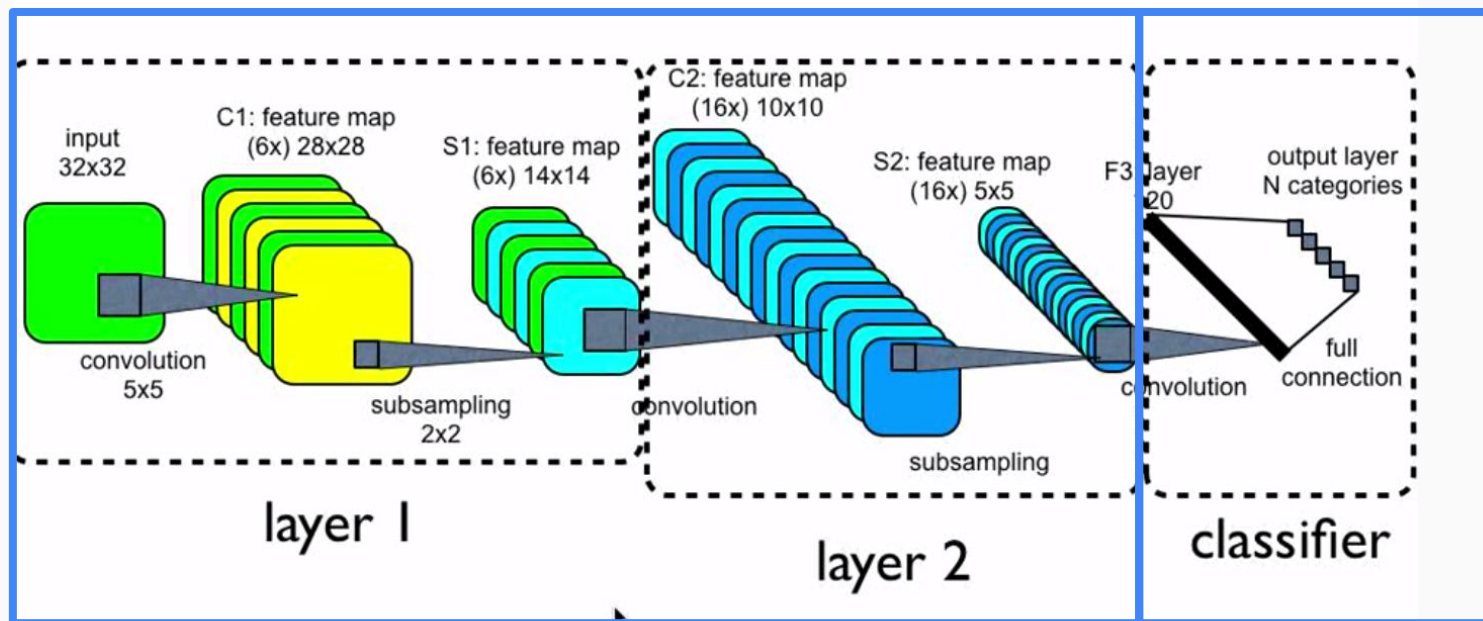 input
32x32
C1: feature map
(6x) 28x28
S1: feature map
(6x) 14x14
convolution
5x5
subsampling
2x2
layer 1
C2: feature map
(16x) 10x10
S2: feature map
(16x) 5x5
convolution
subsampling
layer 2
F3 layer
20
output layer
N categories
convolution
full
connection
classifier